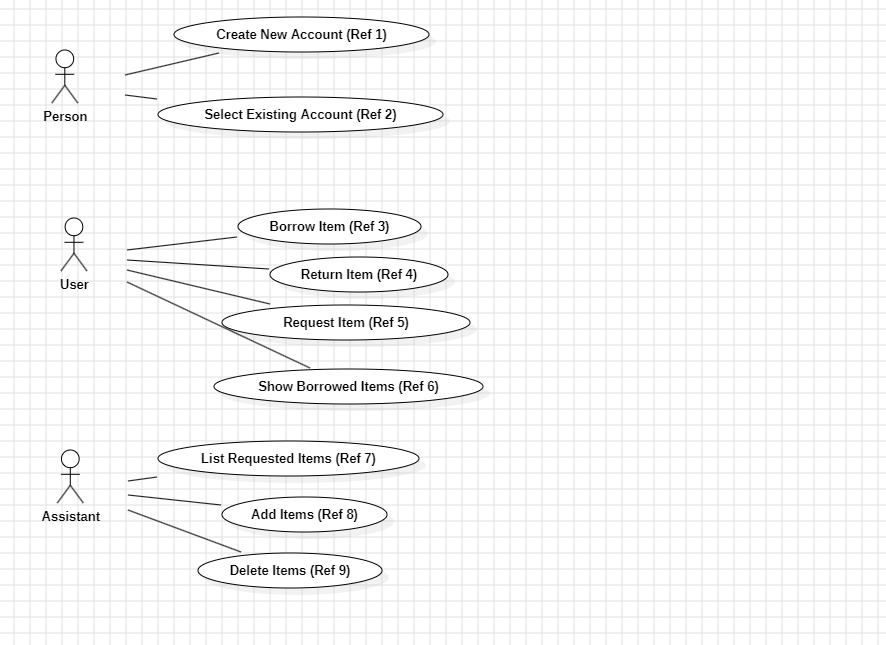 Create New Account (Ref 1)
Person
Select Existing Account (Ref 2)
Borrow Item (Ref 3)
Return Item (Ref 4)
User
Request Item (Ref 5)
Show Borrowed Items (Ref 6)
List Requested Items (Ref 7)
Assistant
Add Items (Ref 8)
Delete Items (Ref 9)